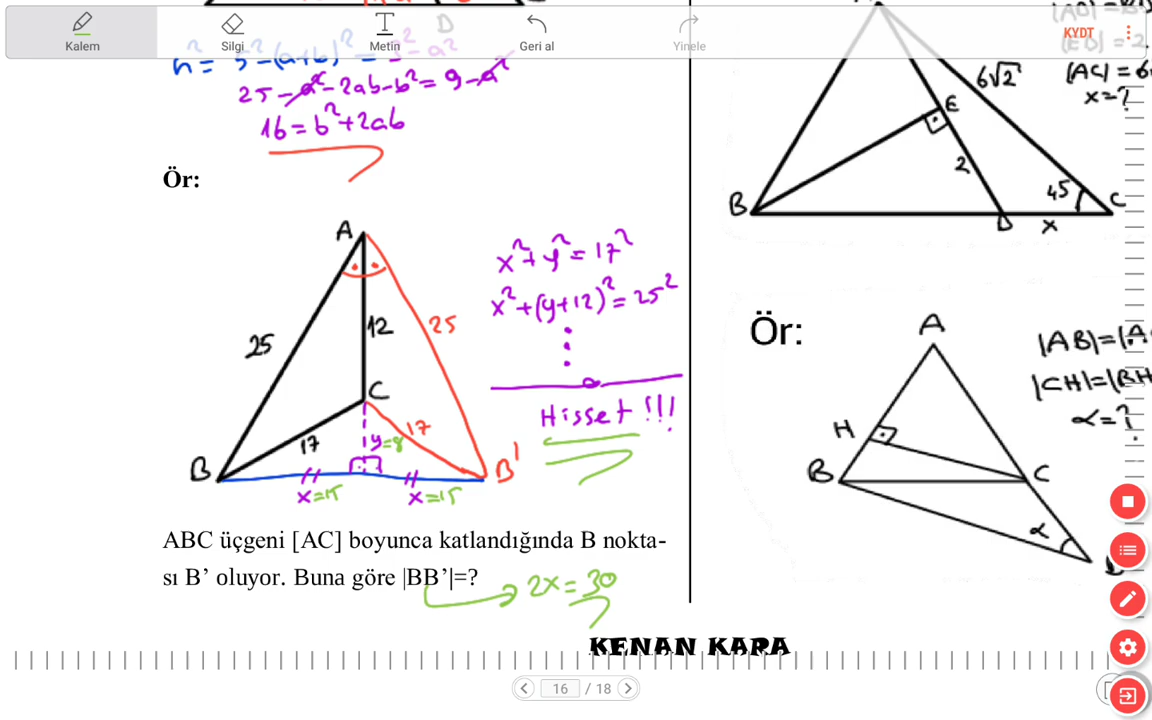 Kalem
Silgi
Metin
Geri al
Yinele
KYDT
25 - a² - 2ab - b² = 9 - a²
16 = b² + 2ab
Ör:
A
25
12
25
C
17
y=8
17
B
B'
x=15
x=15
x² + y² = 17²
x² + (y+12)² = 25²
Hisset !!!
ABC üçgeni [AC] boyunca katlandığında B nokta-
sı B’ oluyor. Buna göre |BB’|=?
2x = 30
6√2
E
2
45
B
D
x
C
|AC| = 6
x=?
Ör:
A
H
B
C
α
|AB|=|A
|CH|=|BH
α=?
KENAN KARA
16 / 18